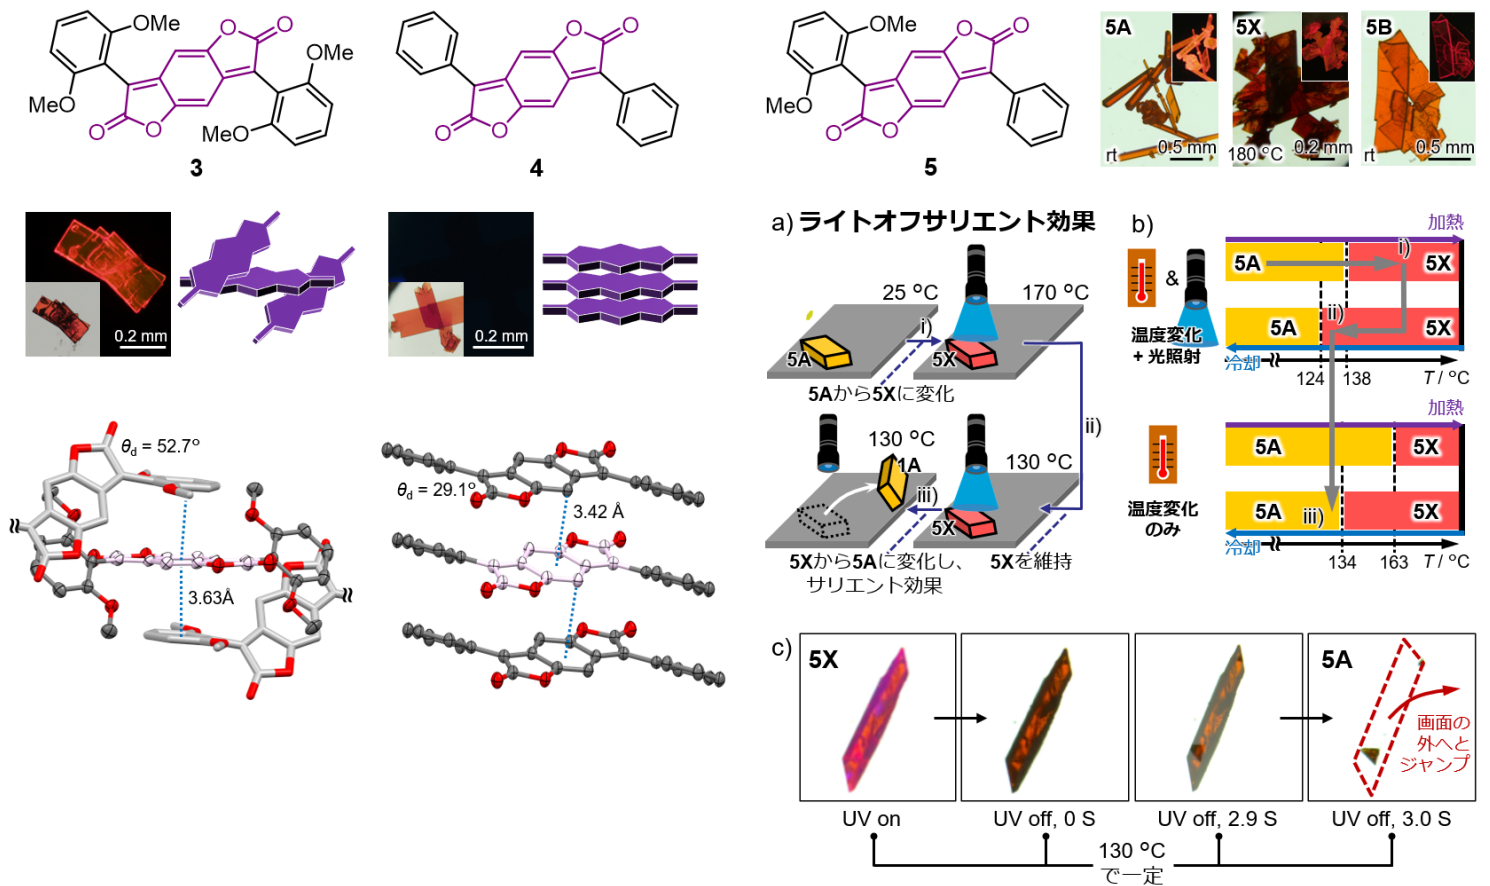 OMe
O
O
OMe
MeO
O
O
MeO
3
O
O
O
O
4
OMe
O
O
MeO
O
O
5
5A
rt
0.5 mm
5X
180 °C
0.2 mm
5B
rt
0.5 mm
0.2 mm
0.2 mm
θd = 52.7°
3.63Å
θd = 29.1°
3.42 Å
a) ライトオフサリエント効果
25 °C
170 °C
5A
i)
5X
5Aから5Xに変化
ii)
130 °C
1A
130 °C
iii)
5X
5Xから5Aに変化し、
サリエント効果
5Xを維持
b)
加熱
&
温度変化
+ 光照射
5A
i)
5X
ii)
5A
5X
冷却
124
138
T / °C
加熱
温度変化
のみ
5A
5X
5A
iii)
5X
冷却
134
163
T / °C
c)
5X
5A
画面の
外へと
ジャンプ
UV on
UV off, 0 S
UV off, 2.9 S
UV off, 3.0 S
130 °C
で一定